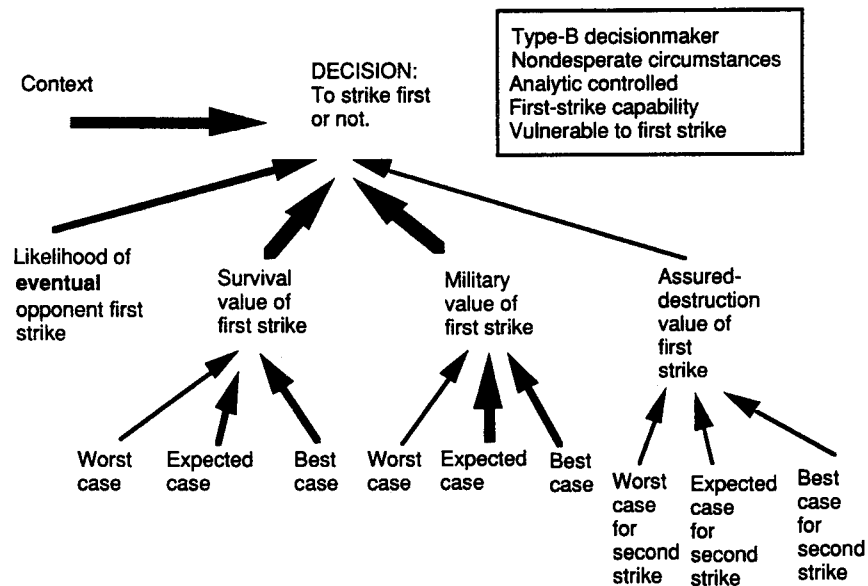 Context
DECISION:
To strike first
or not.
Type-B decisionmaker
Nondesperate circumstances
Analytic controlled
First-strike capability
Vulnerable to first strike
Likelihood of
eventual
opponent first
strike
Survival
value of
first strike
Military
value of
first strike
Assured-
destruction
value of
first
strike
Worst
case
Expected
case
Best
case
Worst
case
Expected
case
Best
case
Worst
case
for
second
strike
Expected
case
for
second
strike
Best
case
for
second
strike